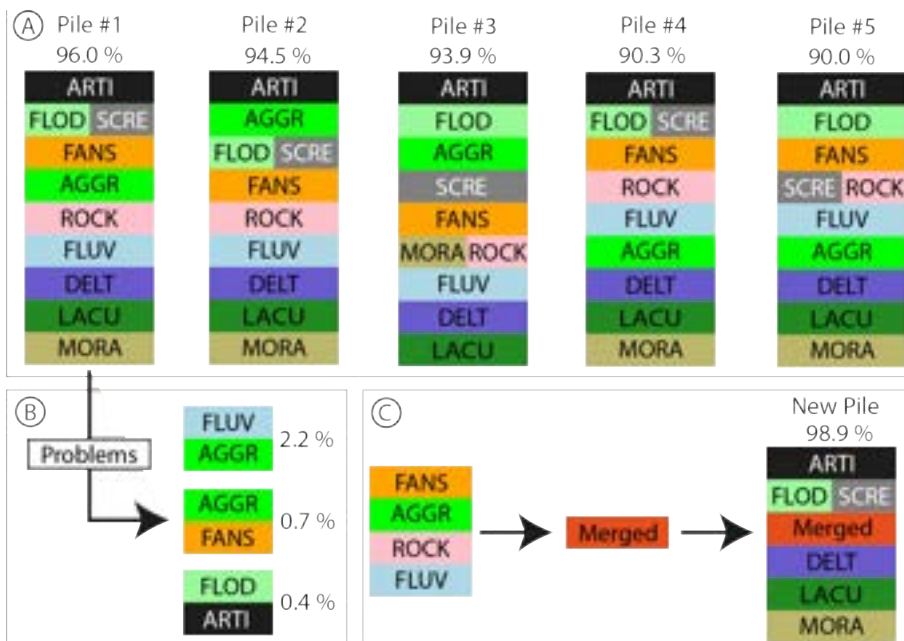 A Pile #1 Pile #2 Pile #3 Pile #4 Pile #5
96.0 % 94.5 % 93.9 % 90.3 % 90.0 %
ARTI ARTI ARTI ARTI ARTI
FLOD SCRE AGGR FLOD FLOD SCRE FLOD
FANS FLOD SCRE AGGR FANS FANS
AGGR FANS SCRE ROCK SCRE ROCK
ROCK ROCK FANS FLUV FLUV
FLUV FLUV MORA ROCK AGGR AGGR
DELT DELT FLUV DELT DELT
LACU LACU DELT LACU LACU
MORA MORA LACU MORA MORA
B
Problems
FLUV
AGGR
2.2 %
AGGR
FANS
0.7 %
FLOD
ARTI
0.4 %
C
FANS
AGGR
ROCK
FLUV
Merged
New Pile
98.9 %
ARTI
FLOD SCRE
Merged
DELT
LACU
MORA